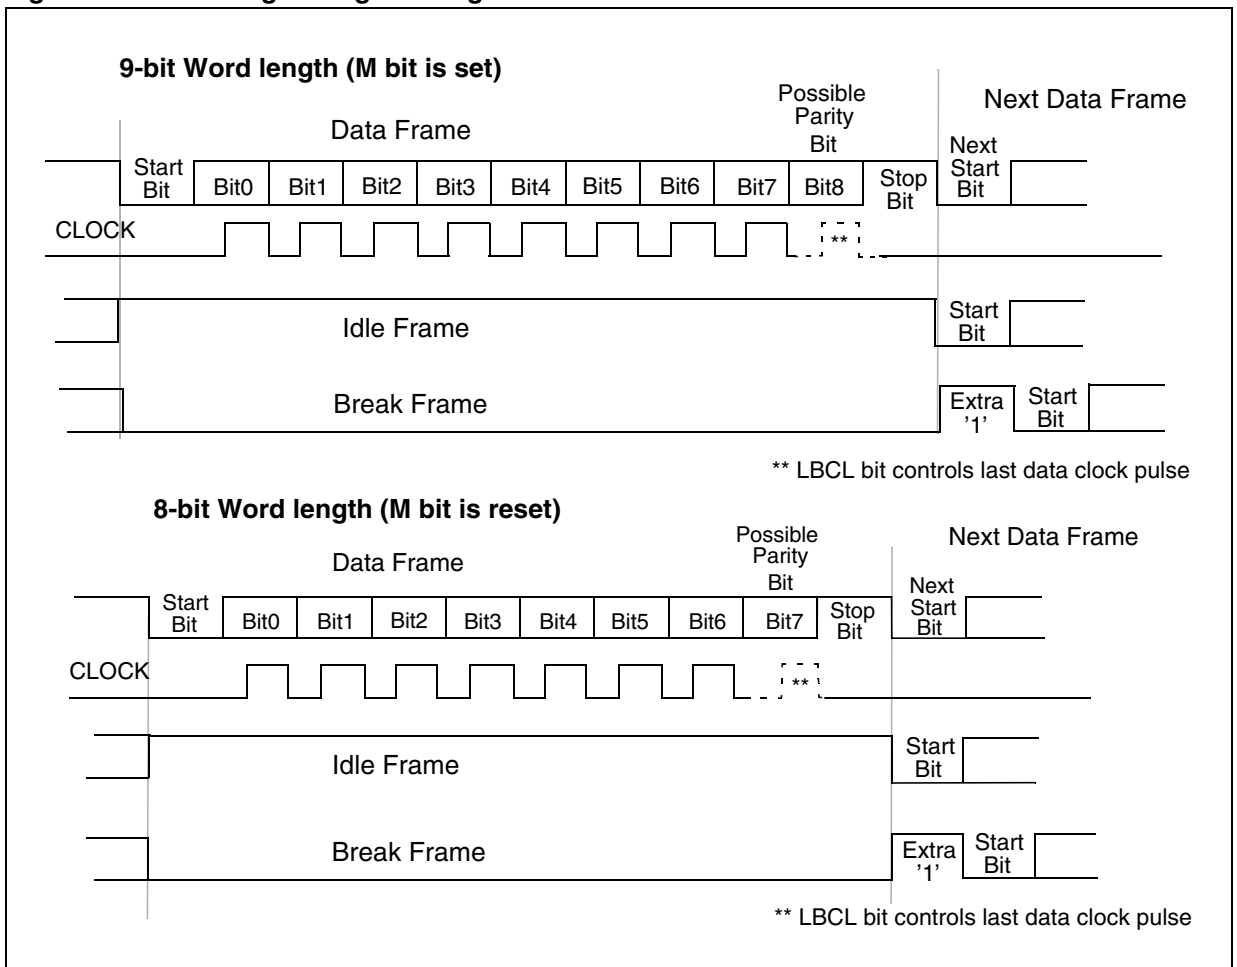 9-bit Word length (M bit is set)
Possible
Parity
Bit
Next Data Frame
Data Frame
Start
Bit
Bit0 Bit1 Bit2 Bit3 Bit4 Bit5 Bit6 Bit7 Bit8
Stop
Bit
Next
Start
Bit
CLOCK
**
Idle Frame
Start
Bit
Break Frame
Extra
'1'
Start
Bit
** LBCL bit controls last data clock pulse
8-bit Word length (M bit is reset)
Possible
Parity
Bit
Next Data Frame
Data Frame
Start
Bit
Bit0 Bit1 Bit2 Bit3 Bit4 Bit5 Bit6 Bit7
Stop
Bit
Next
Start
Bit
CLOCK
**
Idle Frame
Start
Bit
Break Frame
Extra
'1'
Start
Bit
** LBCL bit controls last data clock pulse